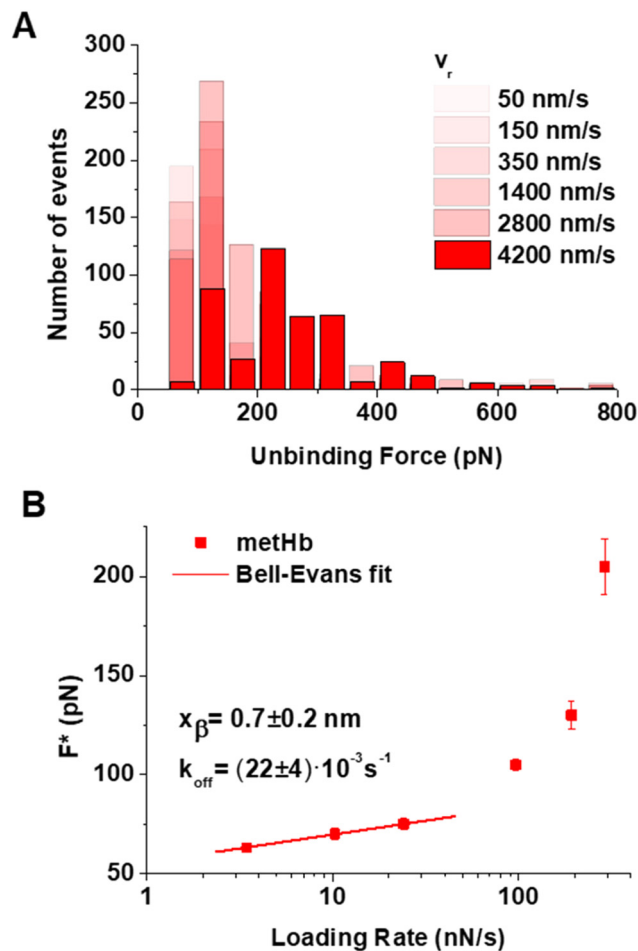 A
300
250
200
150
100
50
0
Number of events
0 200 400 600 800
Unbinding Force (pN)
vr
50 nm/s
150 nm/s
350 nm/s
1400 nm/s
2800 nm/s
4200 nm/s
B
metHb
Bell-Evans fit
200
150
100
50
F* (pN)
xβ= 0.7±0.2 nm
koff= (22±4)·10⁻³s⁻¹
1 10 100
Loading Rate (nN/s)